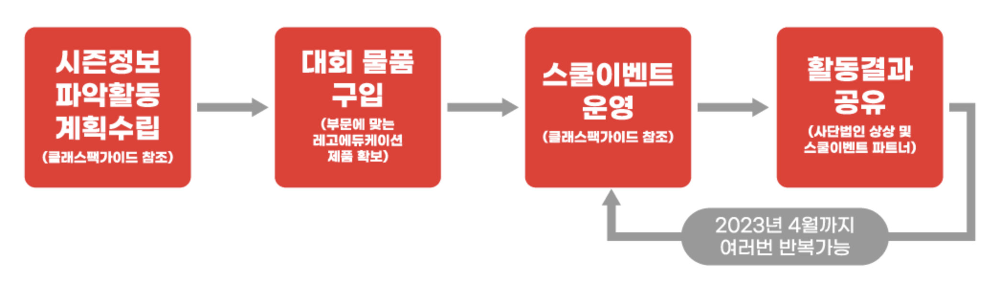 시즌정보
파악활동
계획수립
(클래스팩가이드 참조)
대회 물품
구입
(부문에 맞는
레고에듀케이션
제품 확보)
스쿨이벤트
운영
(클래스팩가이드 참조)
활동결과
공유
(사단법인 상상 및
스쿨이벤트 파트너)
2023년 4월까지
여러번 반복가능